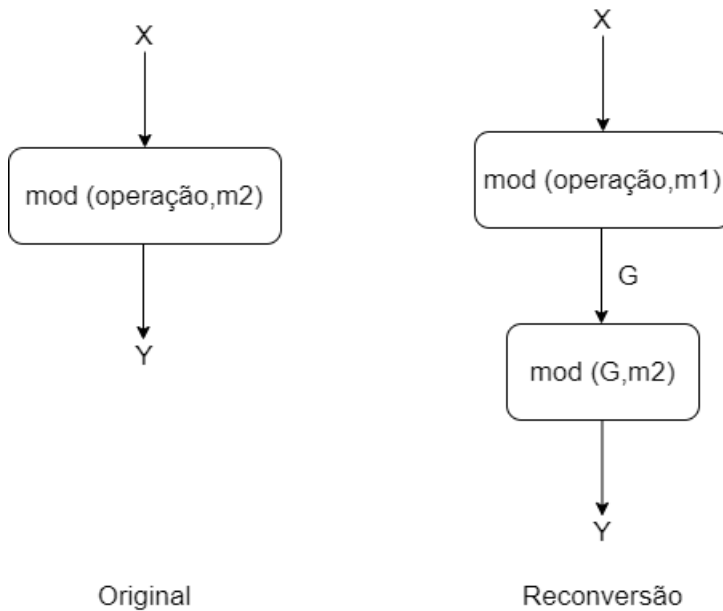 X
mod (operação,m2)
Y
Original
X
mod (operação,m1)
G
mod (G,m2)
Y
Reconversão